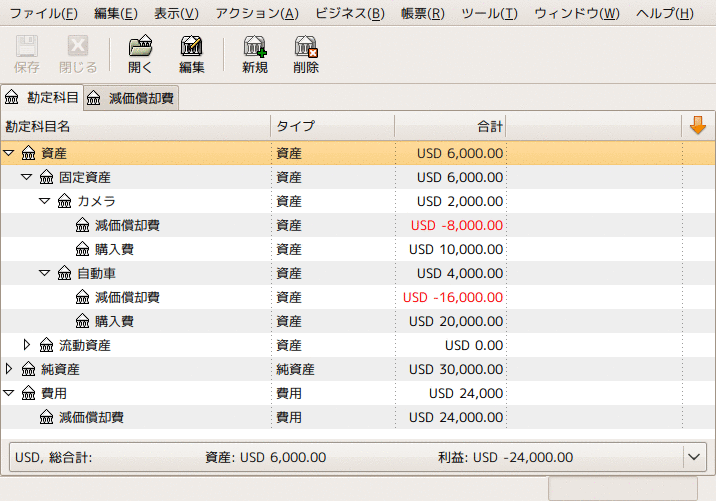 ファイル(F) 編集(E) 表示(V) アクション(A) ビジネス(B) 帳票(R) ツール(T) ウィンドウ(W) ヘルプ(H)
保存 閉じる 開く 編集 新規 削除
勘定科目 減価償却費
勘定科目名 タイプ 合計
資産 資産 USD 6,000.00
固定資産 資産 USD 6,000.00
カメラ 資産 USD 2,000.00
減価償却費 資産 USD -8,000.00
購入費 資産 USD 10,000.00
自動車 資産 USD 4,000.00
減価償却費 資産 USD -16,000.00
購入費 資産 USD 20,000.00
流動資産 資産 USD 0.00
純資産 純資産 USD 30,000.00
費用 費用 USD 24,000
減価償却費 費用 USD 24,000.00
USD, 総合計: 資産: USD 6,000.00 利益: USD -24,000.00